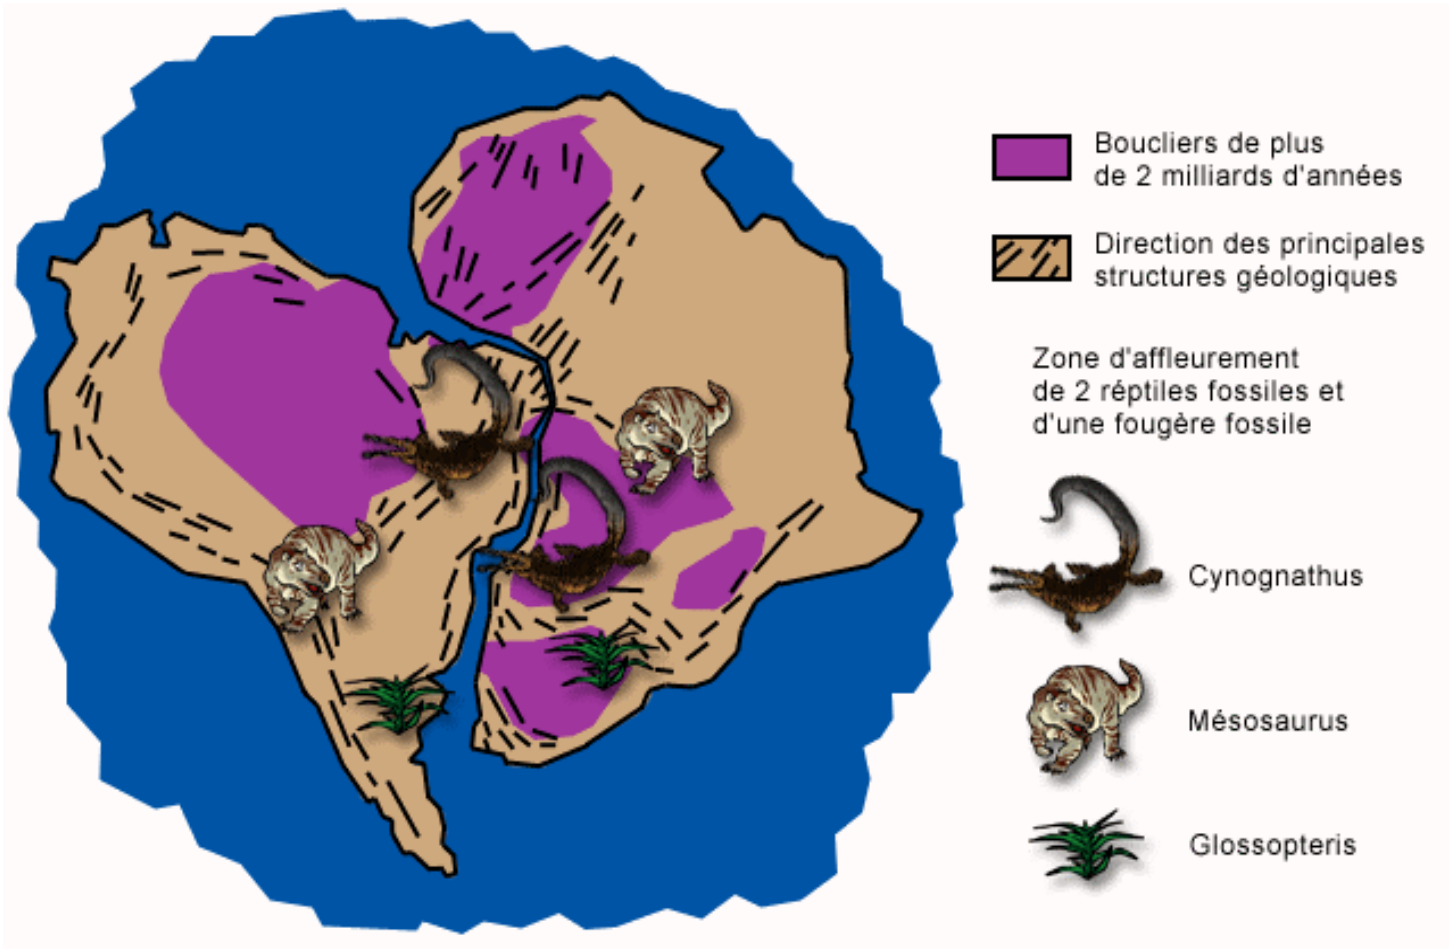 Boucliers de plus
de 2 milliards d'années
Direction des principales
structures géologiques
Zone d'affleurement
de 2 réptiles fossiles et
d'une fougère fossile
Cynognathus
Mésosaurus
Glossopteris